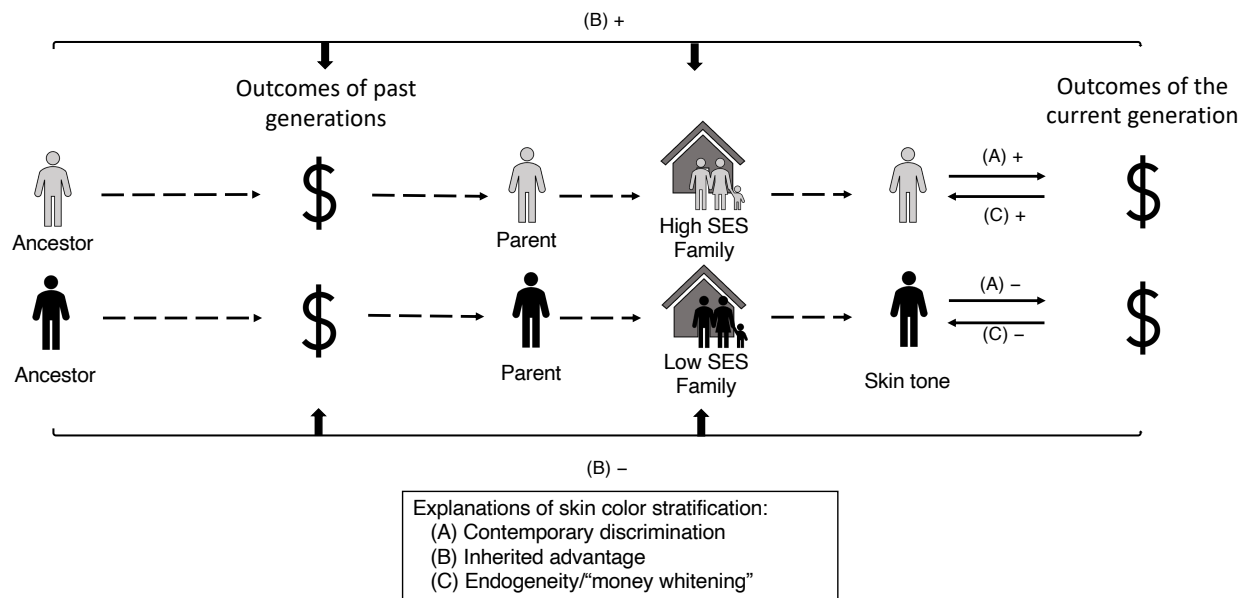 (B) +
Outcomes of past
generations
Outcomes of the
current generation
(A) +
$
$
(C) +
Ancestor
Parent
High SES
Family
(A) −
$
$
(C) −
Ancestor
Parent
Low SES
Family
Skin tone
(B) −
Explanations of skin color stratification:
(A) Contemporary discrimination
(B) Inherited advantage
(C) Endogeneity/“money whitening”